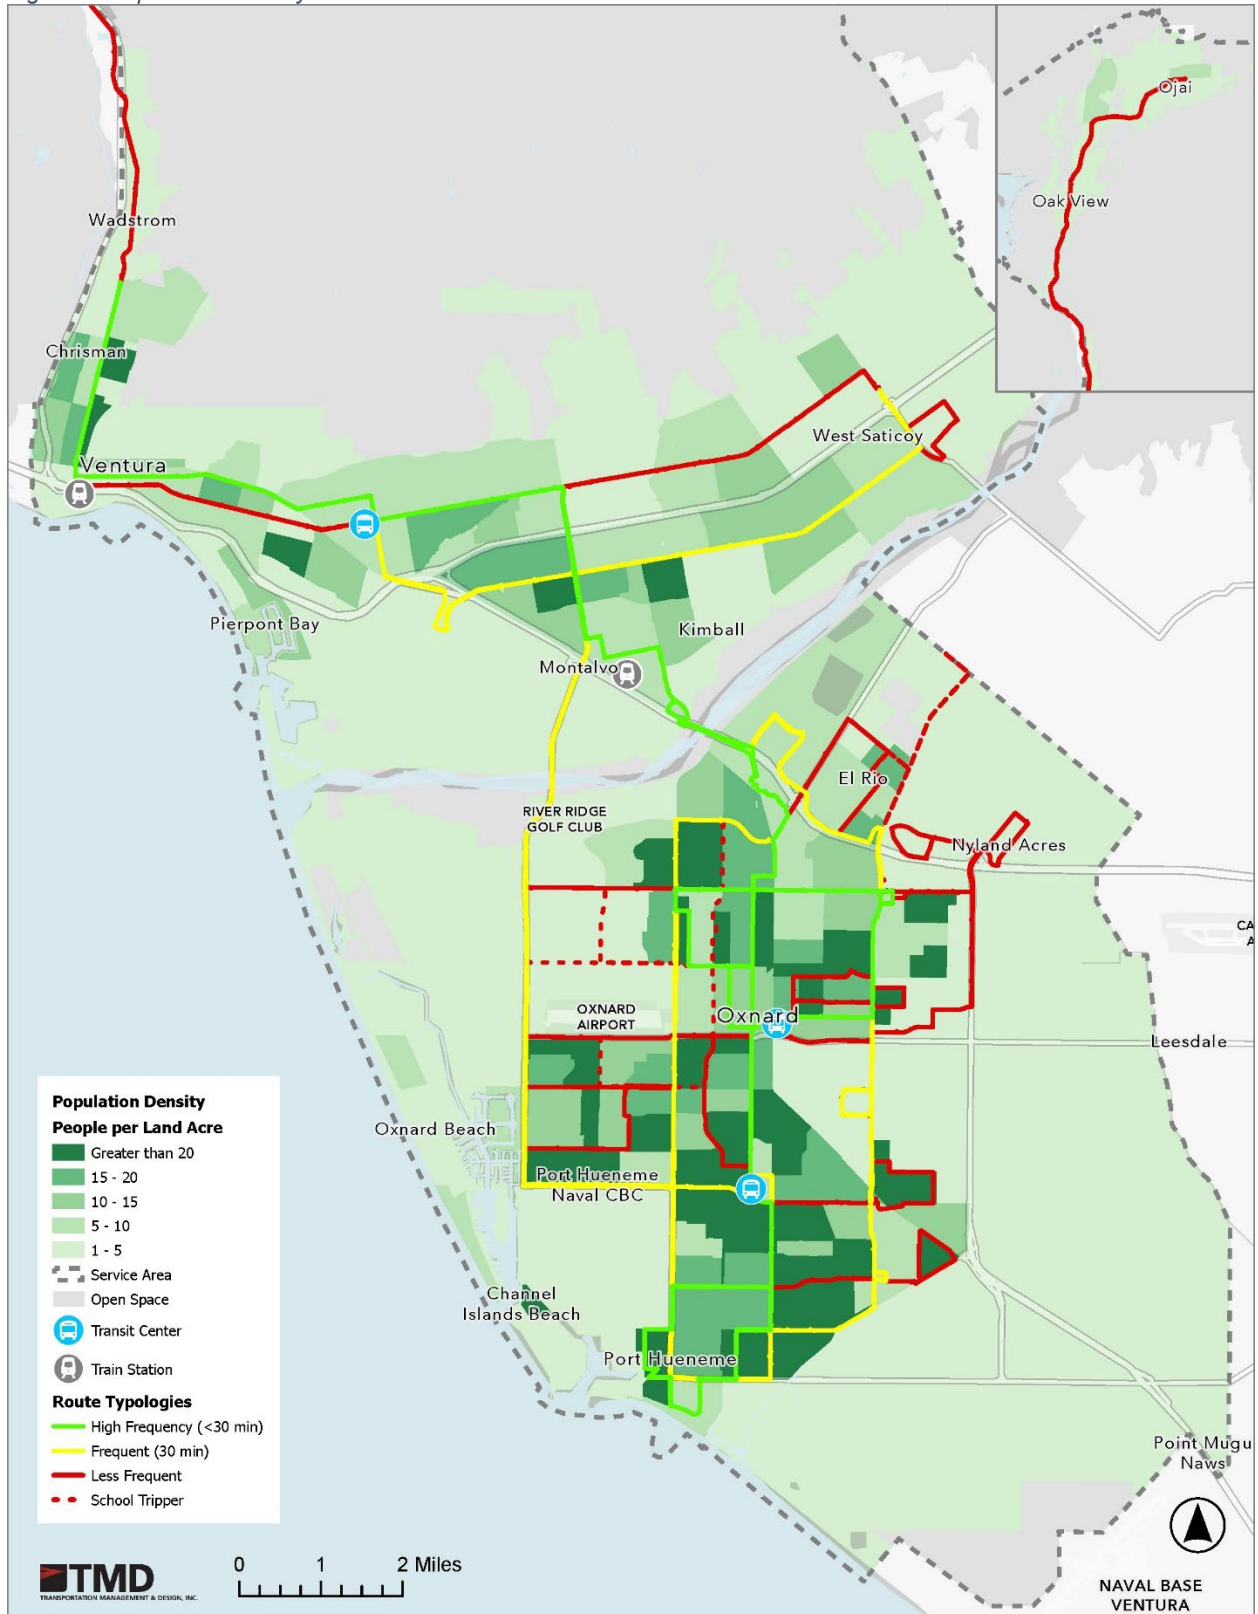 Ojai
Oak View
Wadstrom
Chrisman
Ventura
West Saticoy
Pierpont Bay
Kimball
Montalvo
El Rio
RIVER RIDGE
GOLF CLUB
Nyland Acres
CA
A
OXNARD
AIRPORT
Oxnard
Leesdale
Oxnard Beach
Port Hueneme
Naval CBC
Channel
Islands Beach
Port Hueneme
Point Mugu
Naws
NAVAL BASE
VENTURA
Population Density
People per Land Acre
Greater than 20
15 - 20
10 - 15
5 - 10
1 - 5
Service Area
Open Space
Transit Center
Train Station
Route Typologies
High Frequency (<30 min)
Frequent (30 min)
Less Frequent
School Tripper
TMD
TRANSPORTATION MANAGEMENT & DESIGN, INC.
0 1 2 Miles